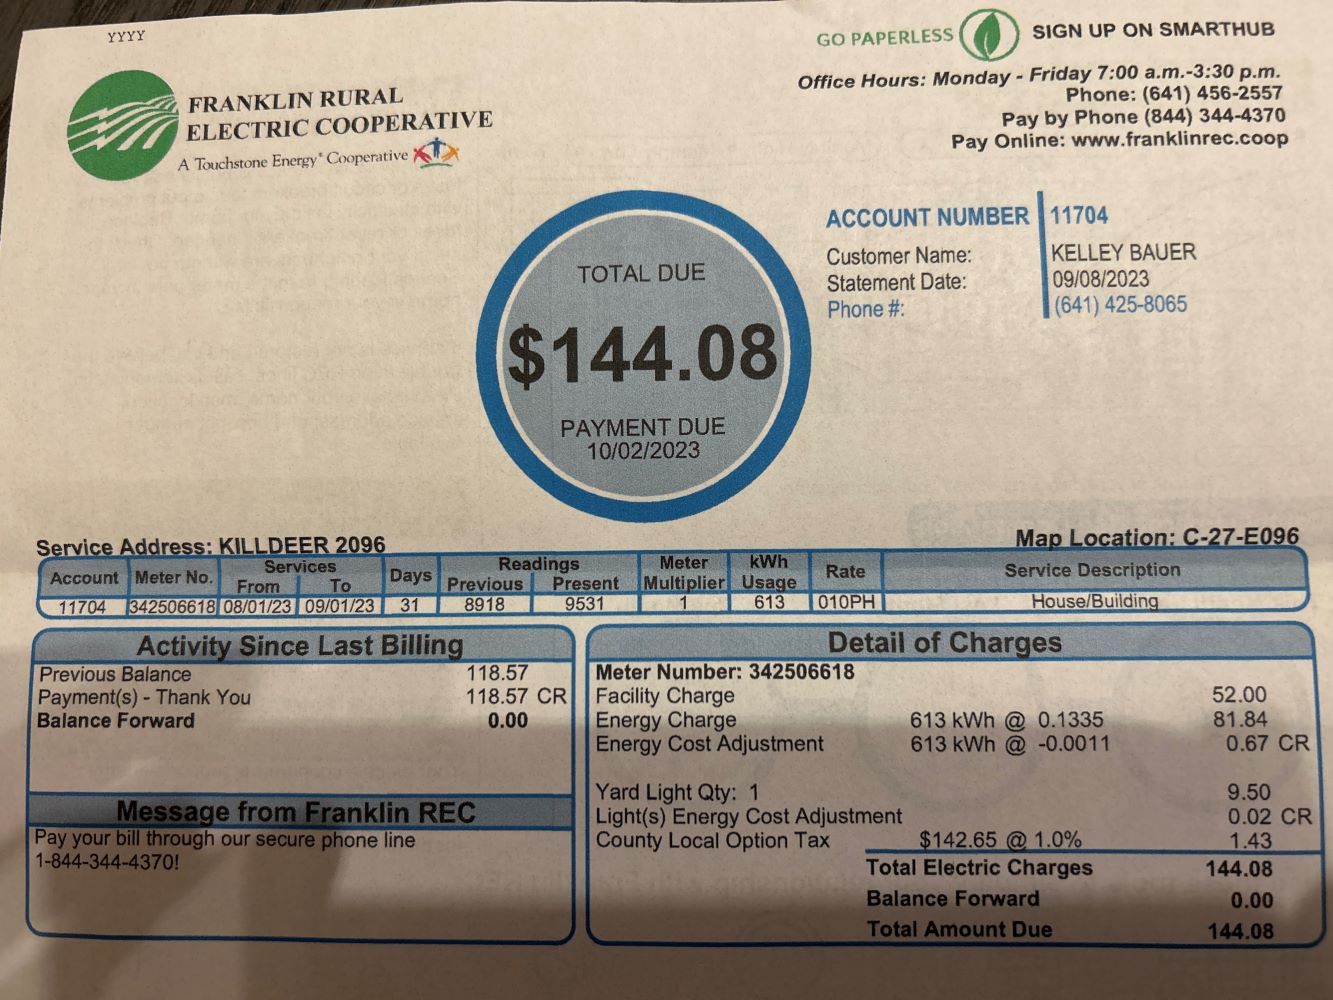 YYYY
FRANKLIN RURAL
ELECTRIC COOPERATIVE
A Touchstone Energy® Cooperative
GO PAPERLESS SIGN UP ON SMARTHUB
Office Hours: Monday - Friday 7:00 a.m.-3:30 p.m.
Phone: (641) 456-2557
Pay by Phone (844) 344-4370
Pay Online: www.franklinrec.coop
TOTAL DUE
$144.08
PAYMENT DUE
10/02/2023
ACCOUNT NUMBER 11704
Customer Name: KELLEY BAUER
Statement Date: 09/08/2023
Phone #: (641) 425-8065
Service Address: KILLDEER 2096 Map Location: C-27-E096
Account Meter No. Services From To Days Readings Previous Present Meter Multiplier kWh Usage Rate Service Description
11704 342506618 08/01/23 09/01/23 31 8918 9531 1 613 010PH House/Building
Activity Since Last Billing
Previous Balance 118.57
Payment(s) - Thank You 118.57 CR
Balance Forward 0.00
Message from Franklin REC
Pay your bill through our secure phone line
1-844-344-4370!
Detail of Charges
Meter Number: 342506618
Facility Charge 52.00
Energy Charge 613 kWh @ 0.1335 81.84
Energy Cost Adjustment 613 kWh @ -0.0011 0.67 CR
Yard Light Qty: 1 9.50
Light(s) Energy Cost Adjustment 0.02 CR
County Local Option Tax $142.65 @ 1.0% 1.43
Total Electric Charges 144.08
Balance Forward 0.00
Total Amount Due 144.08